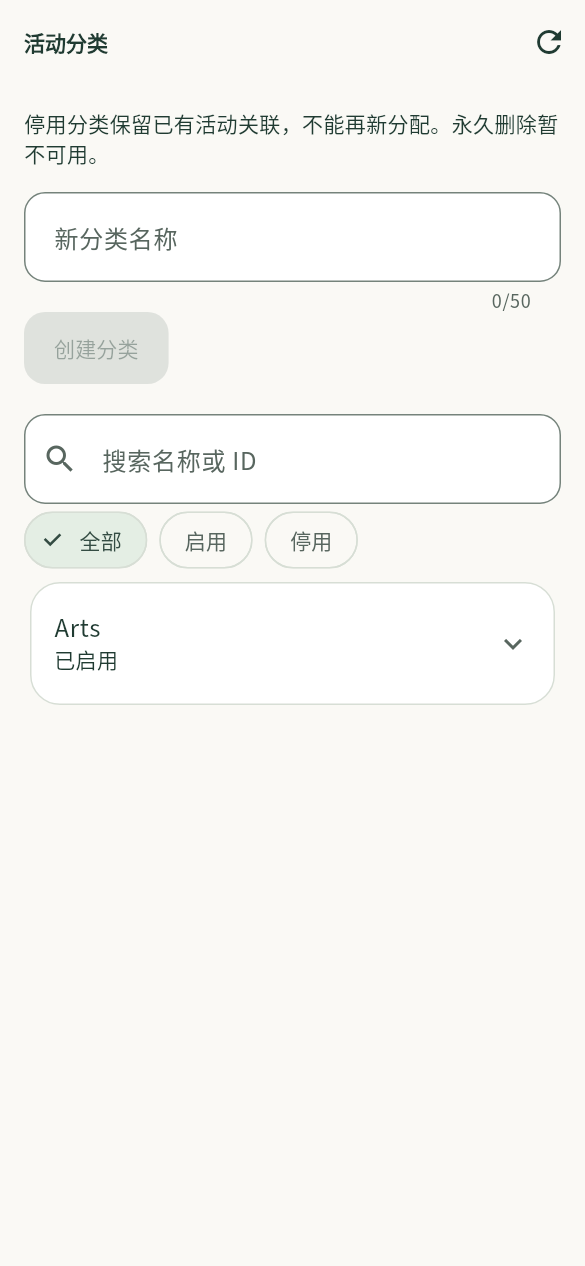 活动分类
停用分类保留已有活动关联，不能再新分配。永久删除暂
不可用。
新分类名称
0/50
创建分类
搜索名称或 ID
全部
启用
停用
Arts
已启用